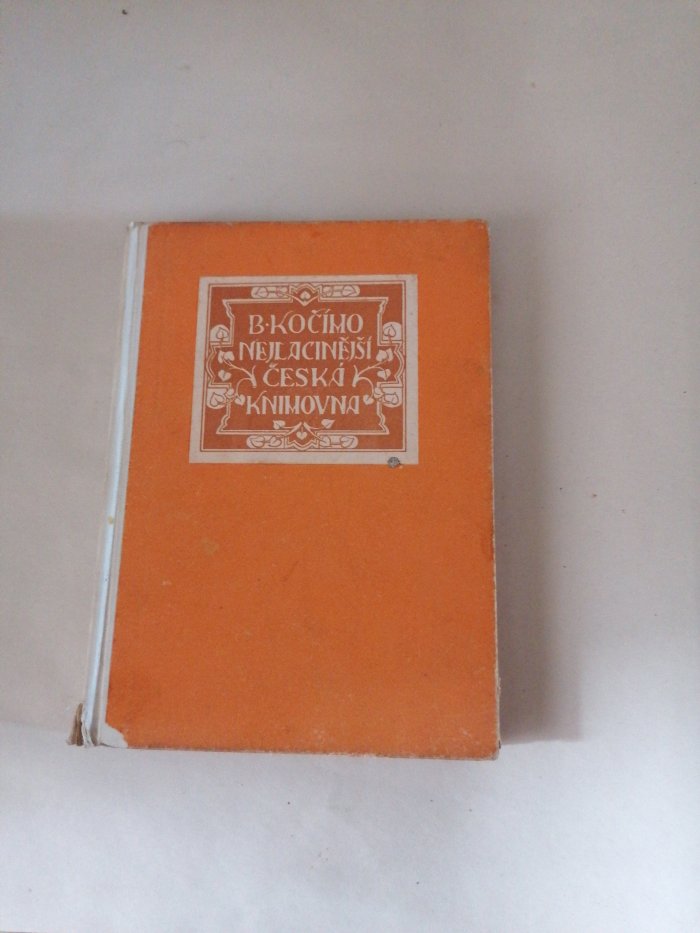 B·KOČÍHO
NEJLACINĚJŠÍ
ČESKÁ
KNIHOVNA